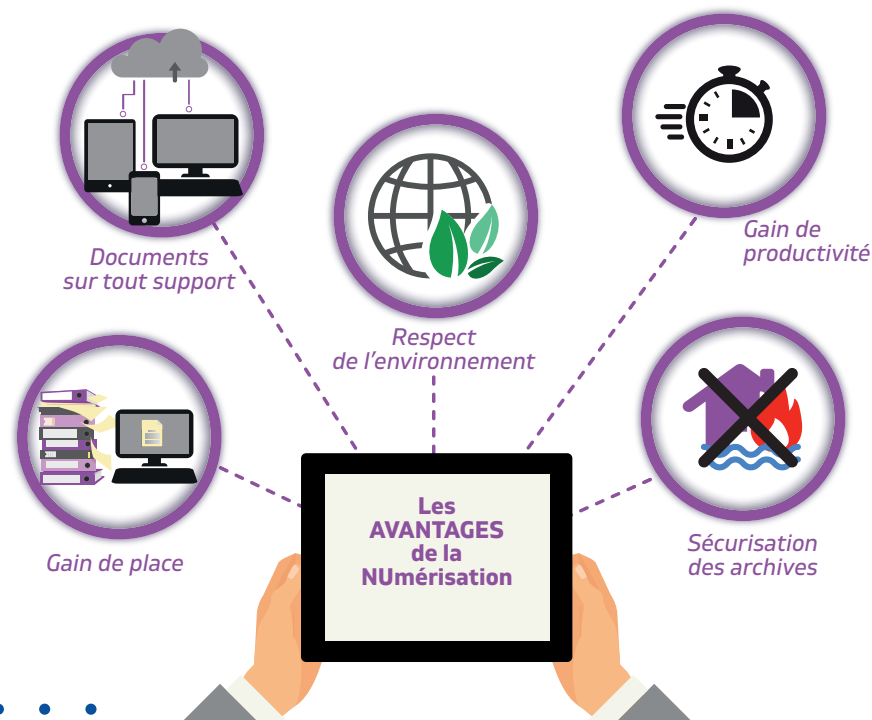 Documents
sur tout support
Respect
de l'environnement
Gain de
productivité
Gain de place
Les
AVANTAGES
de la
NUmérisation
Sécurisation
des archives